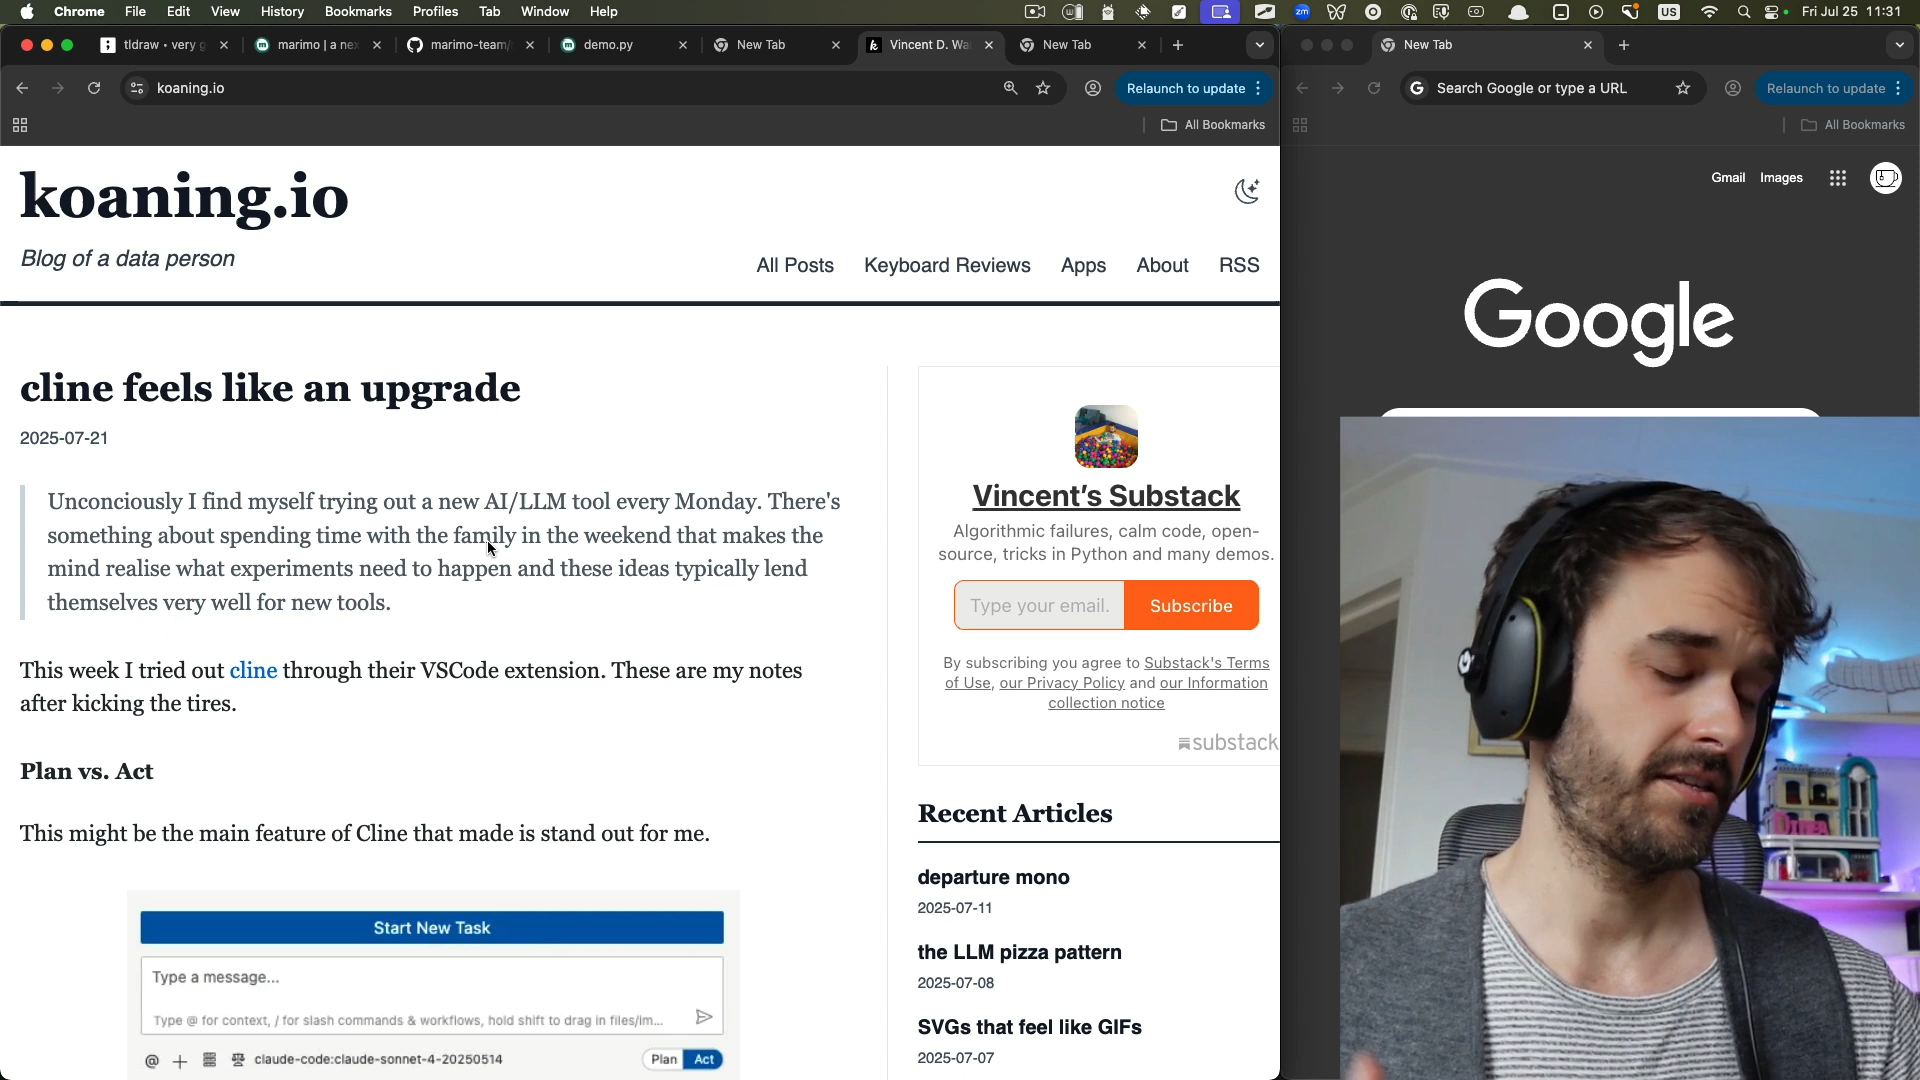 Chrome File Edit View History Bookmarks Profiles Tab Window Help
zm US Fri Jul 25 11:31
tldraw • very g
marimo | a ne
marimo-team/
demo.py
New Tab
Vincent D. Wa
New Tab
New Tab
koaning.io
Relaunch to update
Search Google or type a URL
Relaunch to update
All Bookmarks
All Bookmarks
koaning.io
Blog of a data person
All Posts Keyboard Reviews Apps About RSS
Gmail Images
Google
cline feels like an upgrade
2025-07-21
Unconciously I find myself trying out a new AI/LLM tool every Monday. There's
something about spending time with the family in the weekend that makes the
mind realise what experiments need to happen and these ideas typically lend
themselves very well for new tools.
This week I tried out cline through their VSCode extension. These are my notes
after kicking the tires.
Plan vs. Act
This might be the main feature of Cline that made is stand out for me.
Start New Task
Type a message...
Type @ for context, / for slash commands & workflows, hold shift to drag in files/im...
@ claude-code:claude-sonnet-4-20250514
Plan Act
Vincent's Substack
Algorithmic failures, calm code, open-
source, tricks in Python and many demos.
Type your email.
Subscribe
By subscribing you agree to Substack's Terms
of Use, our Privacy Policy and our Information
collection notice
substack
Recent Articles
departure mono
2025-07-11
the LLM pizza pattern
2025-07-08
SVGs that feel like GIFs
2025-07-07